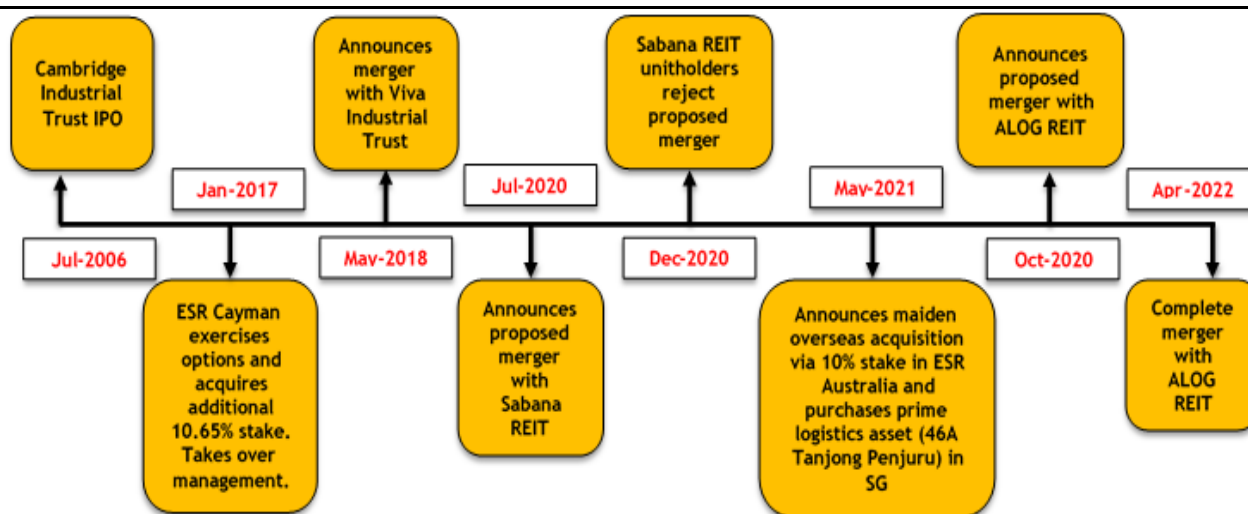 Cambridge
Industrial
Trust IPO
Announces
merger
with Viva
Industrial
Trust
Sabana REIT
unitholders
reject
proposed
merger
Announces
proposed
merger with
ALOG REIT
Jan-2017
Jul-2020
May-2021
Apr-2022
Jul-2006
May-2018
Dec-2020
Oct-2020
ESR Cayman
exercises
options and
acquires
additional
10.65% stake.
Takes over
management.
Announces
proposed
merger
with
Sabana
REIT
Announces maiden
overseas acquisition
via 10% stake in ESR
Australia and
purchases prime
logistics asset (46A
Tanjong Penjuru) in
SG
Complete
merger
with
ALOG
REIT